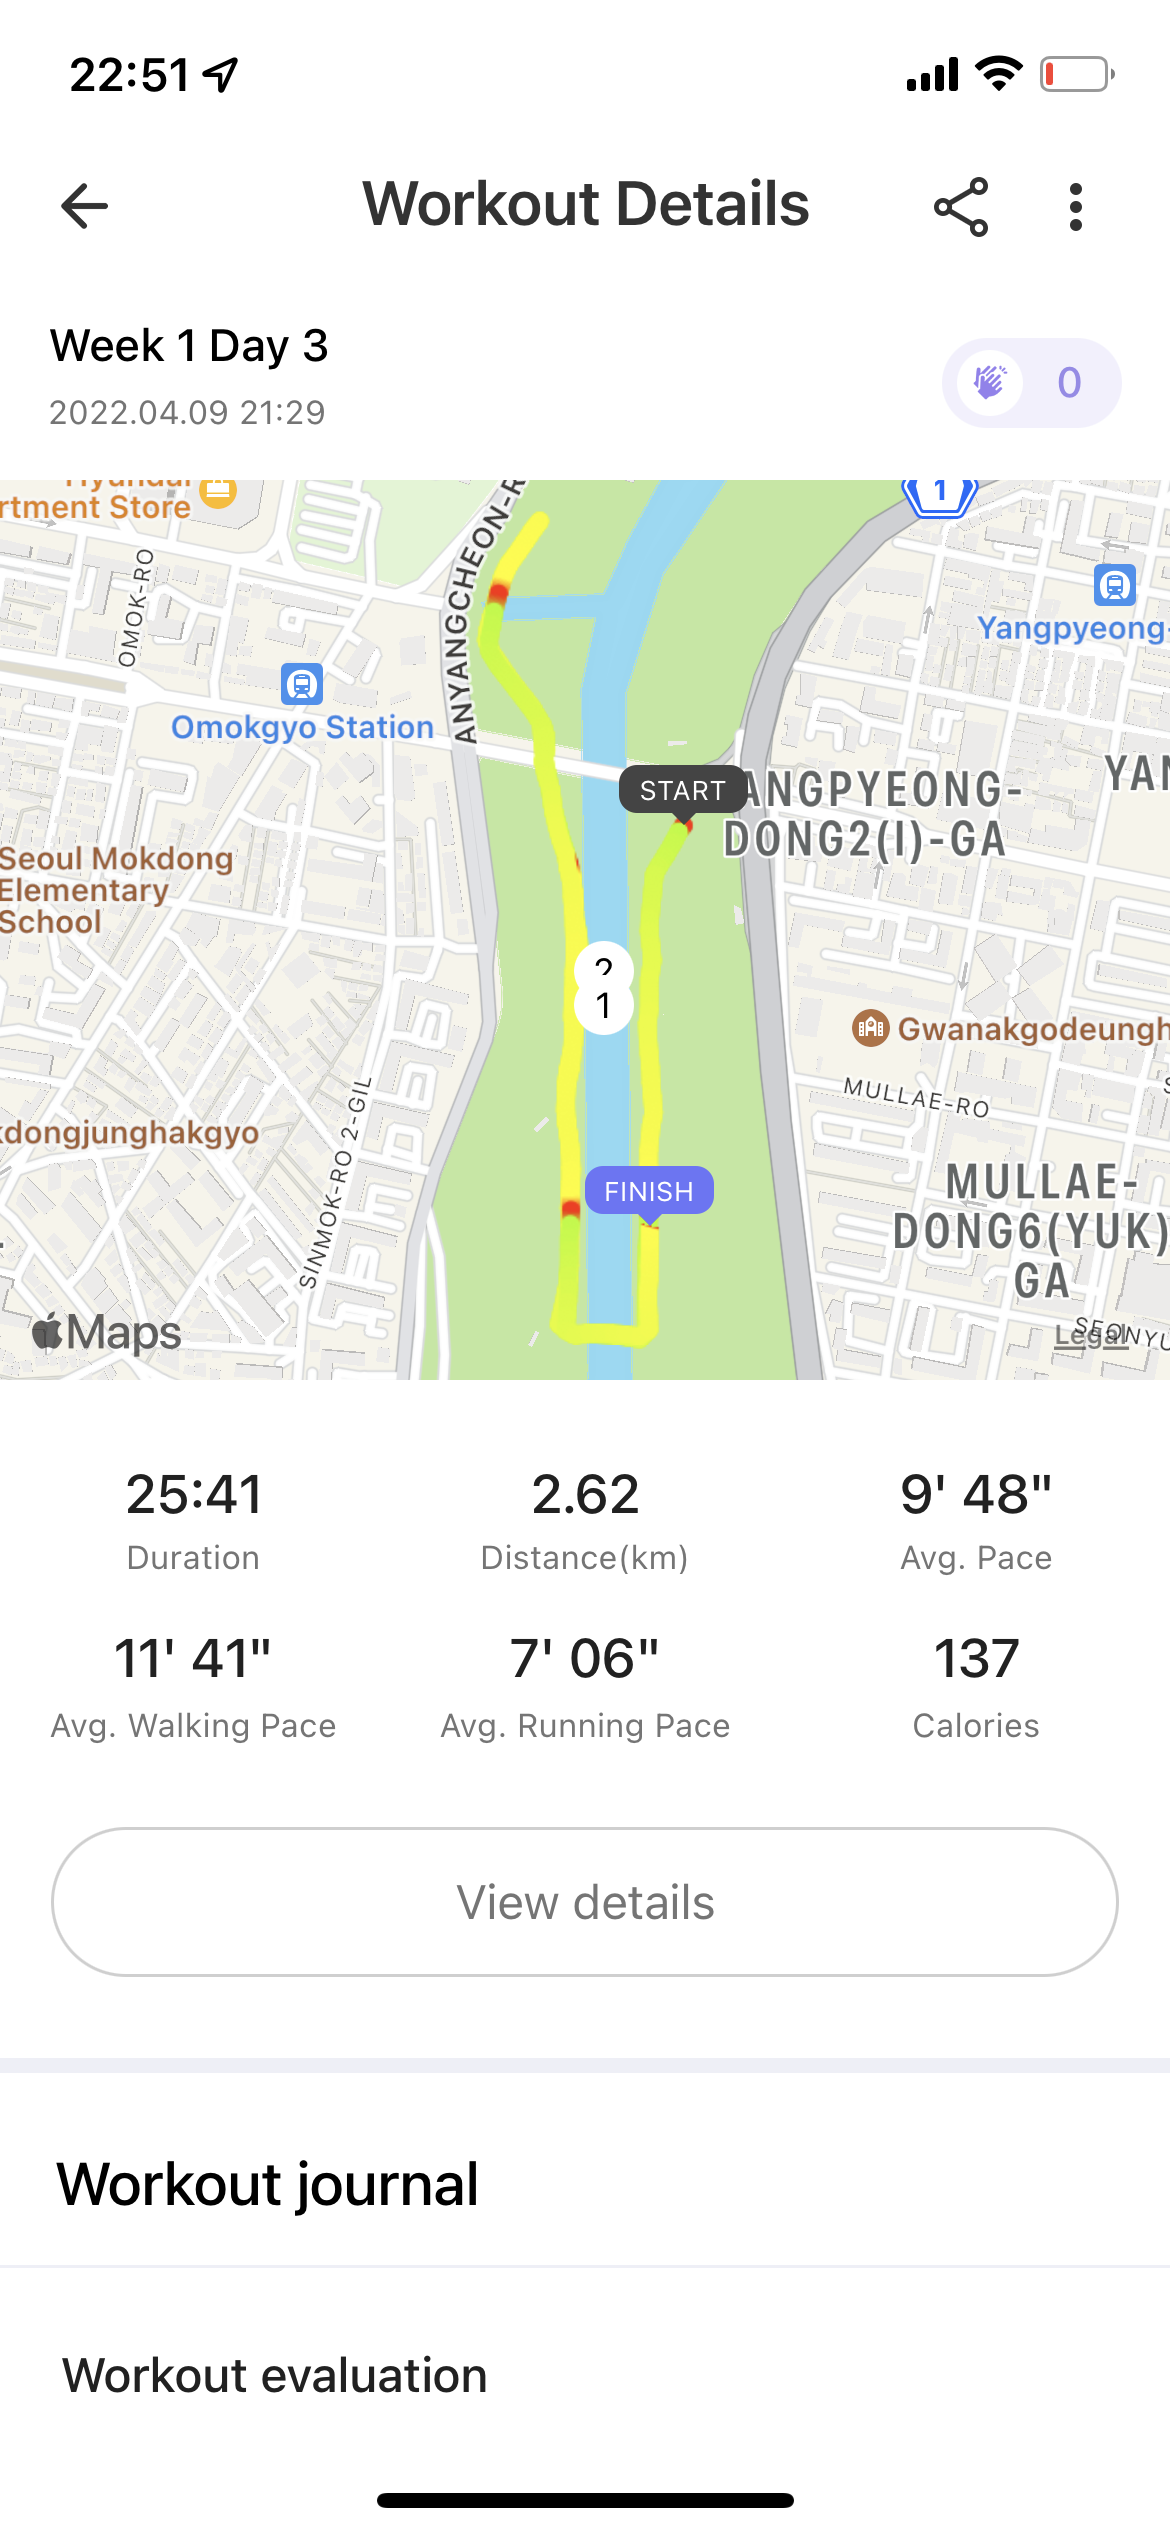 22:51
Workout Details
Week 1 Day 3
2022.04.09 21:29
0
Hyundai
rtment Store
ANYANGCHEON-R
1
OMOK-RO
Yangpyeong-
Omokgyo Station
START
ANGPYEONG-
DONG2(I)-GA
YAN
Seoul Mokdong
Elementary
School
2
1
Gwanakgodeungh
MULLAE-RO
kdongjunghakgyo
SINMOK-RO 2-GIL
FINISH
MULLAE-
DONG6(YUK)
GA
Maps
Legal
SEONYU
25:41
Duration
2.62
Distance(km)
9' 48"
Avg. Pace
11' 41"
Avg. Walking Pace
7' 06"
Avg. Running Pace
137
Calories
View details
Workout journal
Workout evaluation